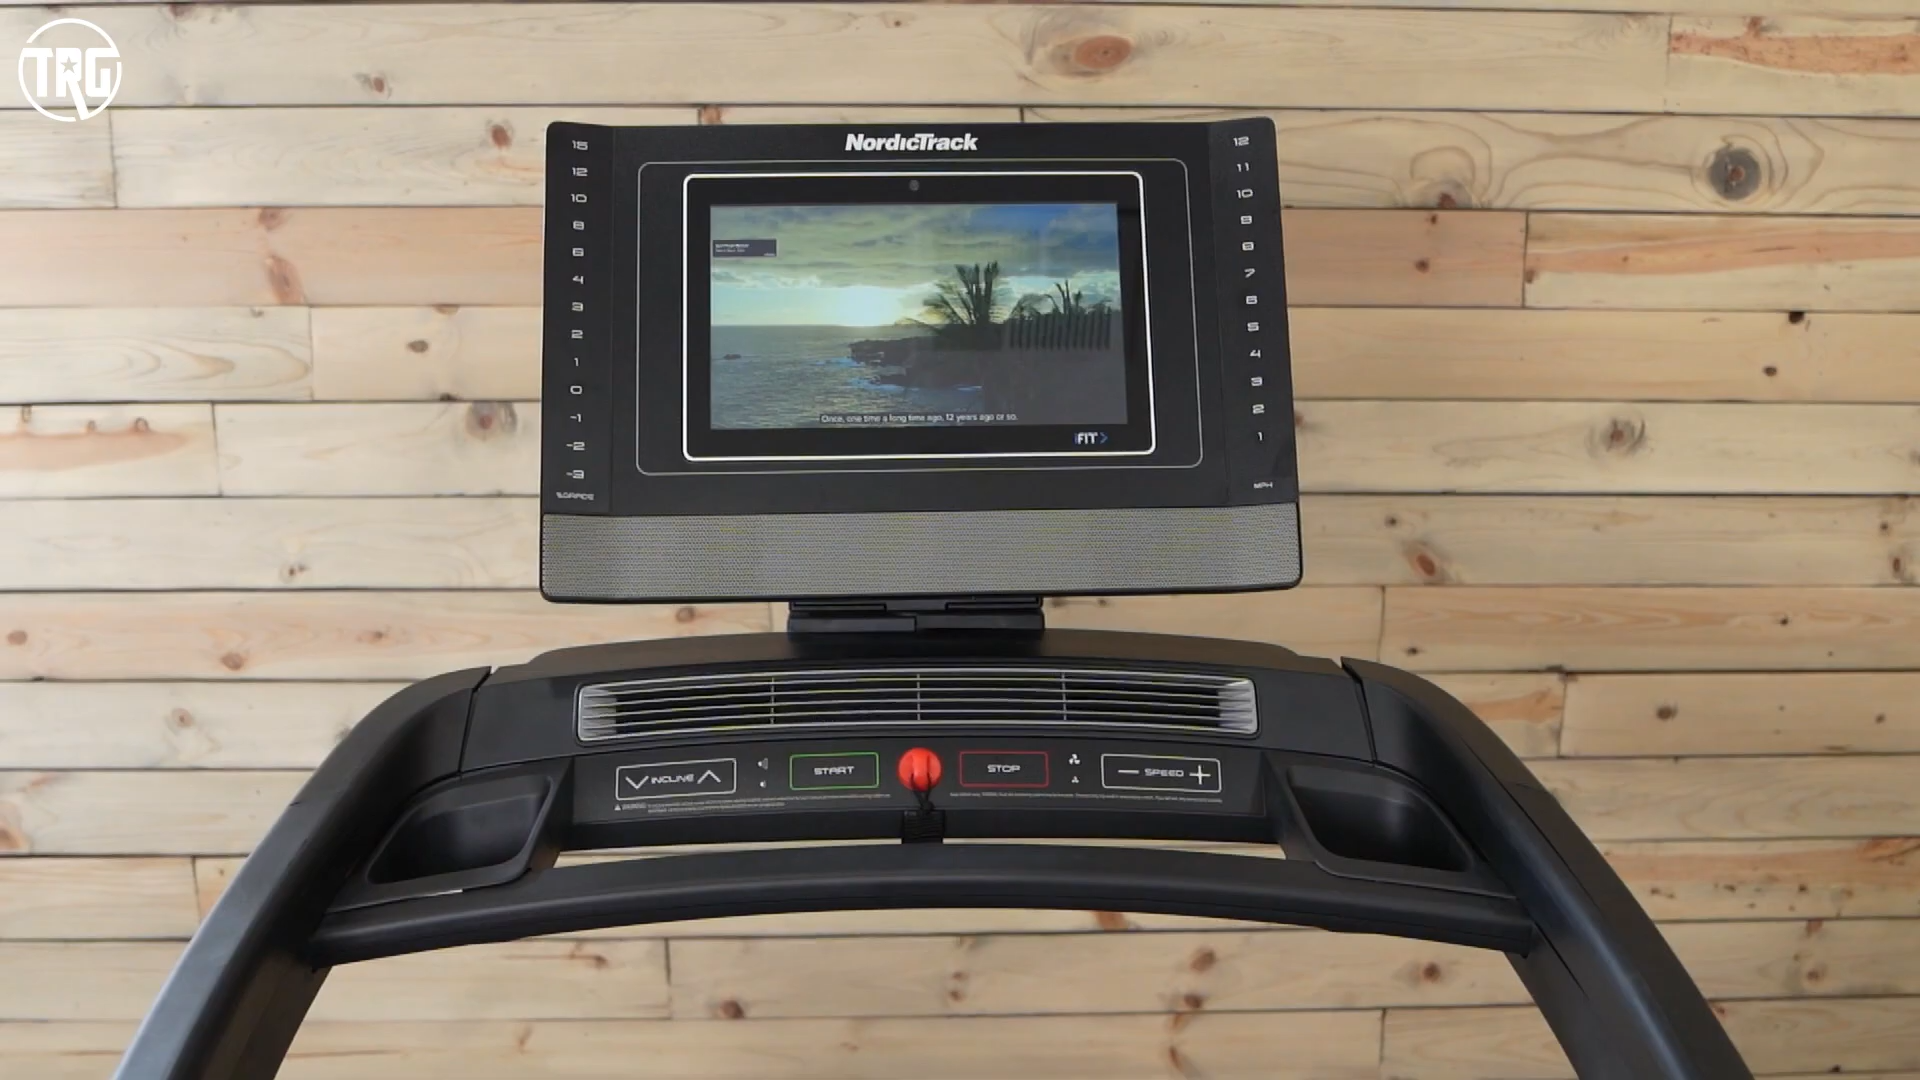 TRG
NordicTrack
15
12
10
8
6
4
3
2
1
0
-1
-2
-3
%GRADE
12
11
10
9
8
7
6
5
4
3
2
1
MPH
Once, one time a long time ago, 12 years ago or so.
iFIT
INCLINE
START
STOP
SPEED
WARNING: